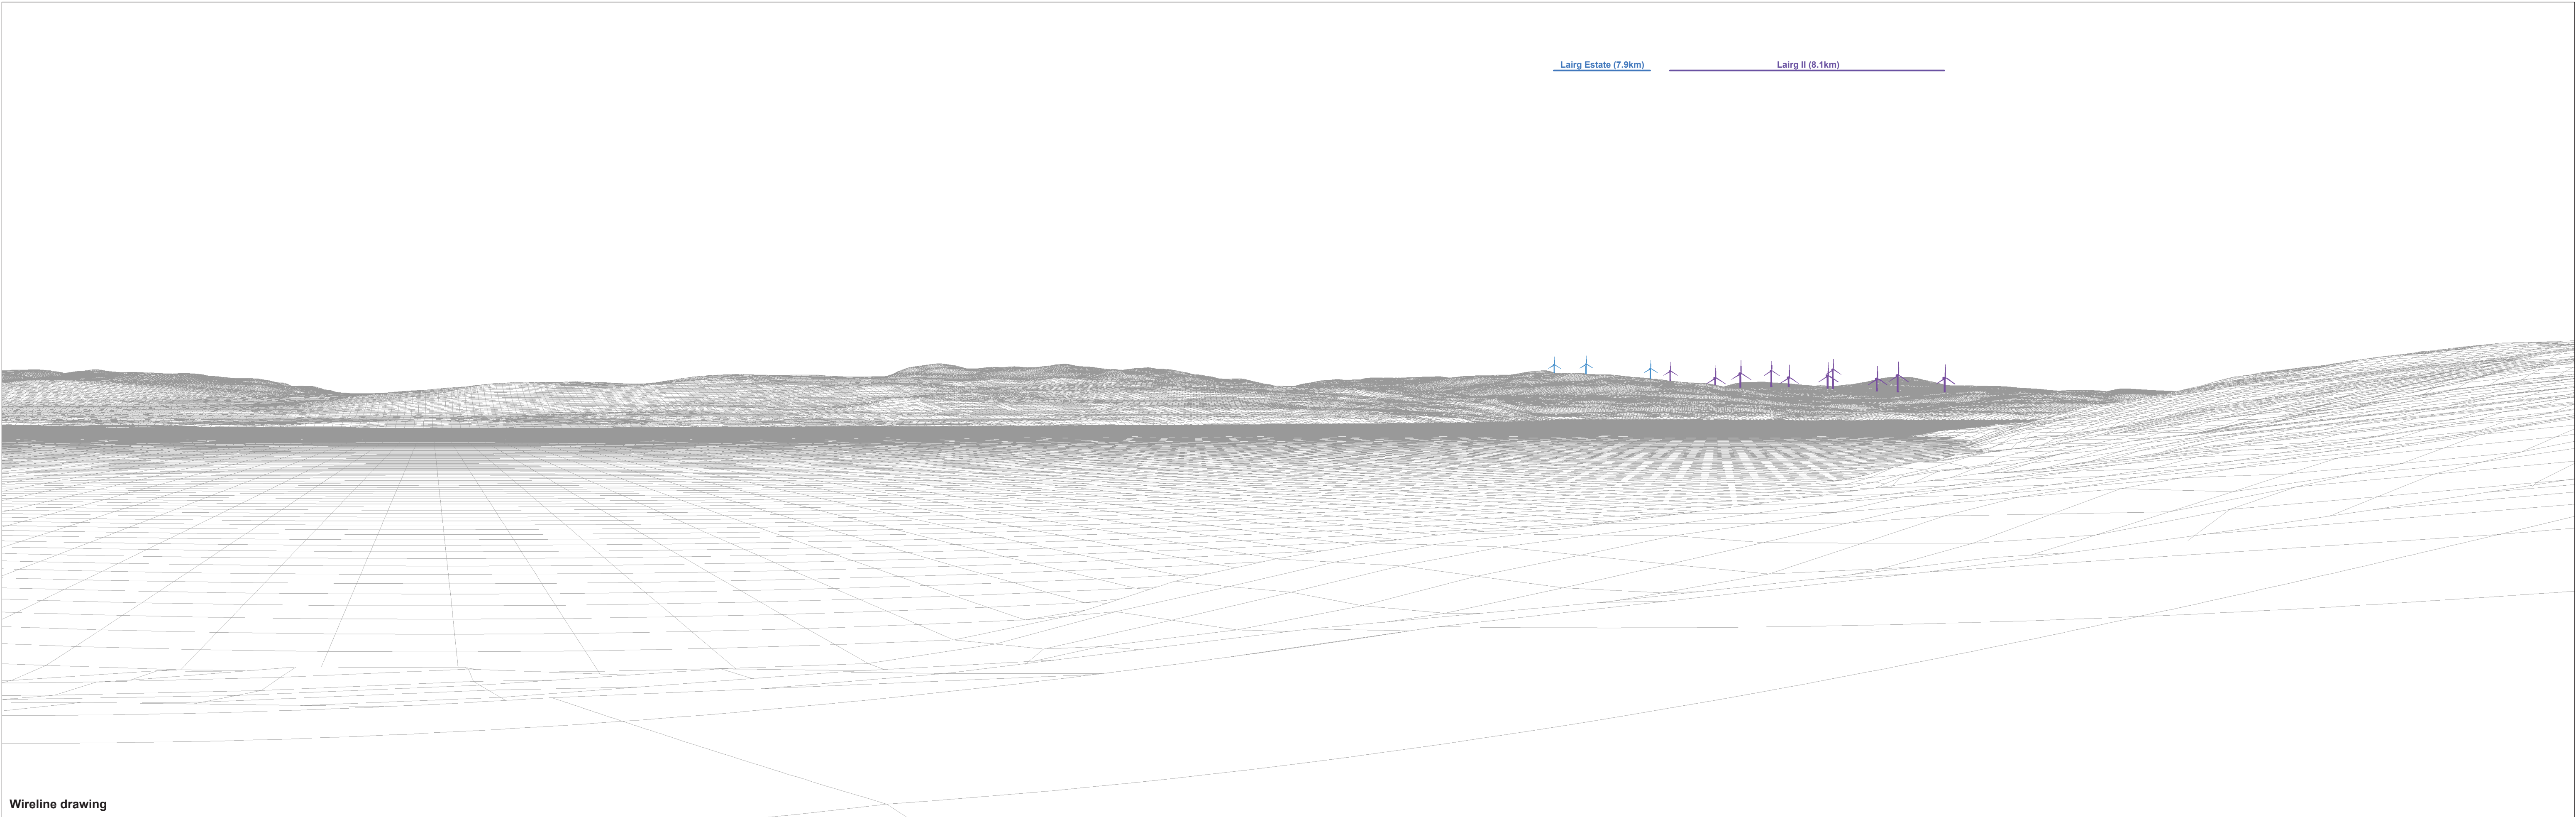 Lairg Estate (7.9km)
Lairg II (8.1km)
Wireline drawing